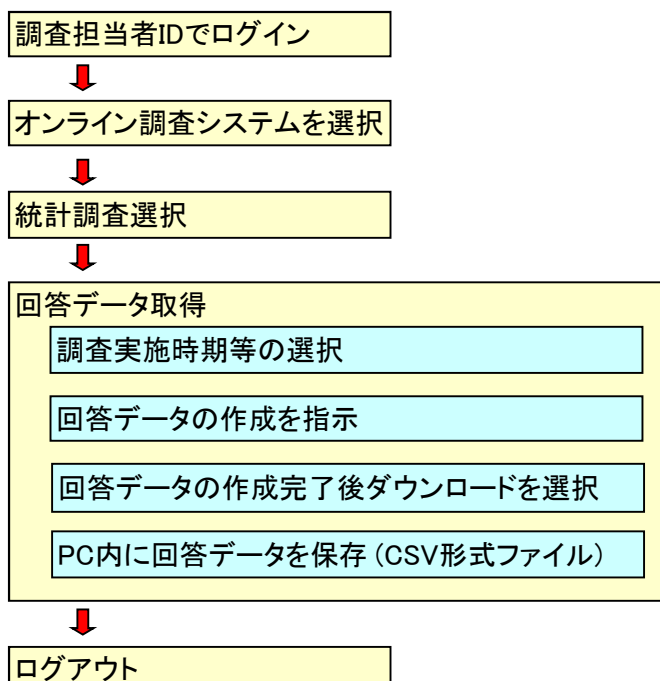 調査担当者IDでログイン
オンライン調査システムを選択
統計調査選択
回答データ取得
調査実施時期等の選択
回答データの作成を指示
回答データの作成完了後ダウンロードを選択
PC内に回答データを保存(CSV形式ファイル)
ログアウト